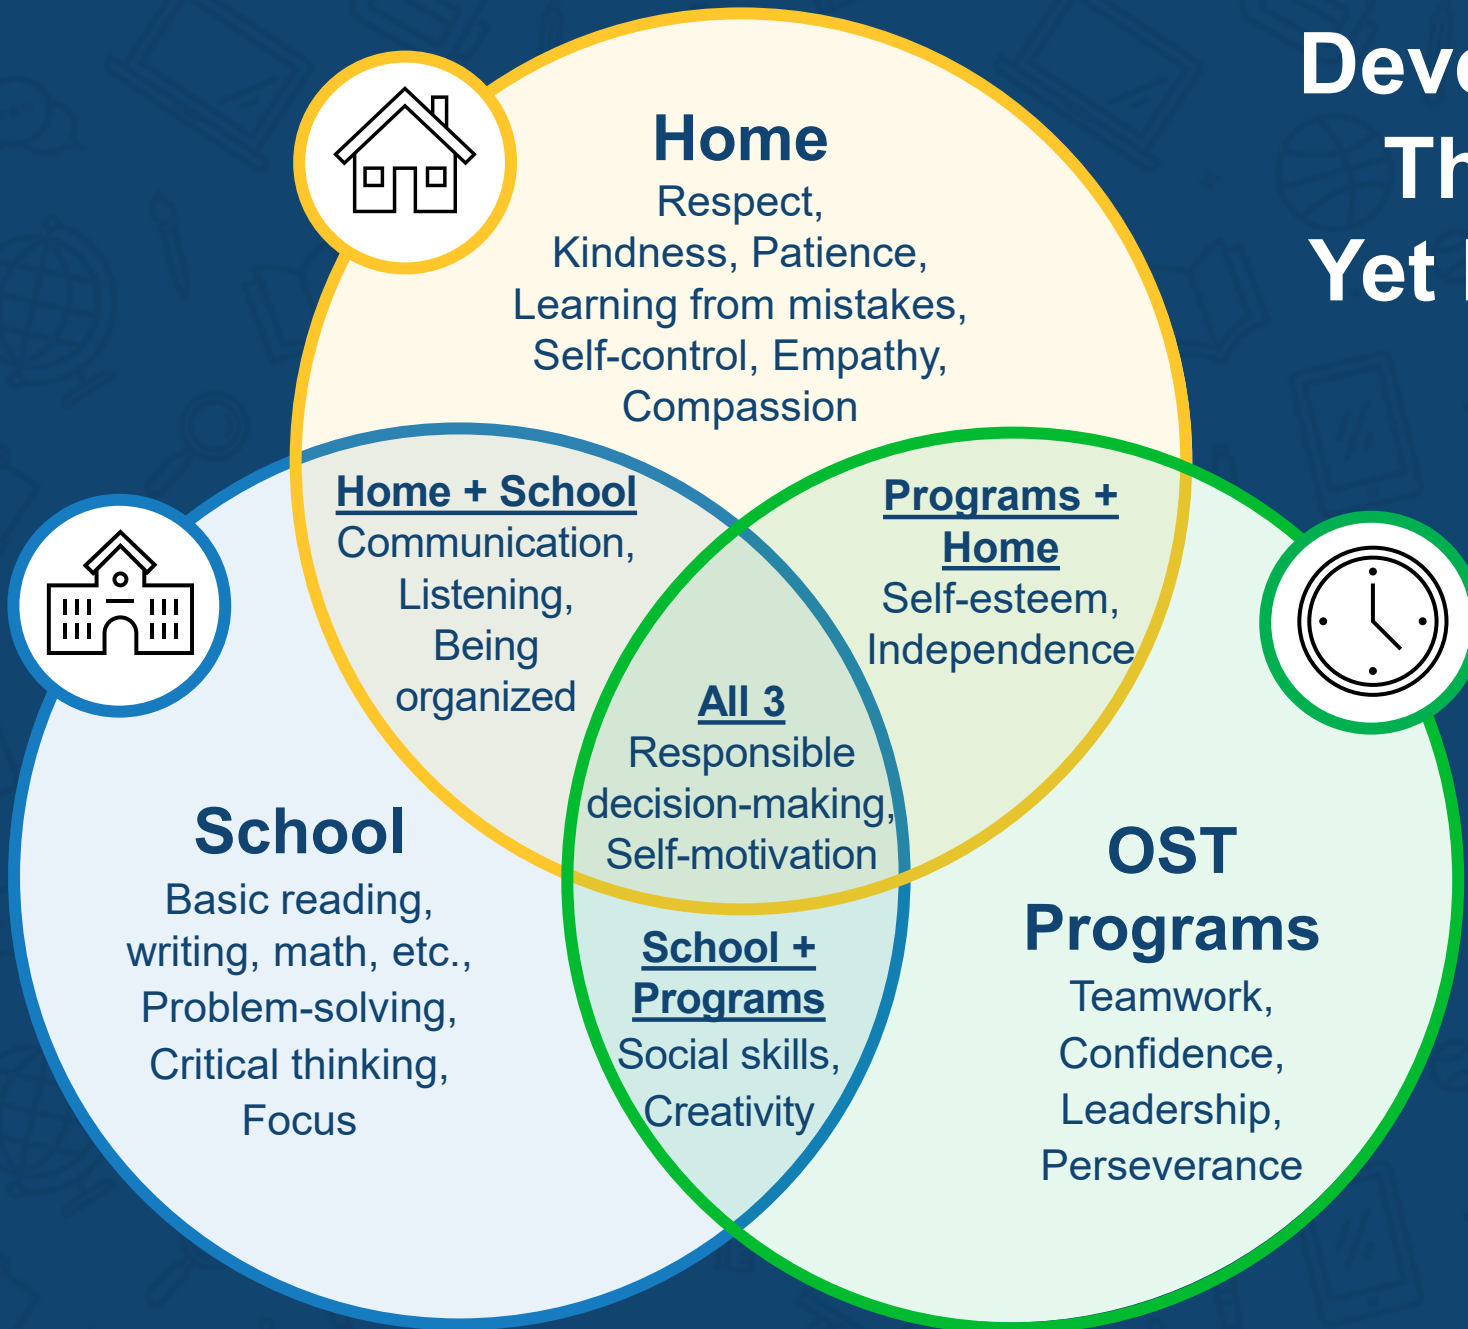 Home
Respect,
Kindness, Patience,
Learning from mistakes,
Self-control, Empathy,
Compassion
Home + School
Communication,
Listening,
Being
organized
Programs +
Home
Self-esteem,
Independence
All 3
Responsible
decision-making,
Self-motivation
School
Basic reading,
writing, math, etc.,
Problem-solving,
Critical thinking,
Focus
School +
Programs
Social skills,
Creativity
OST
Programs
Teamwork,
Confidence,
Leadership,
Perseverance
Yet